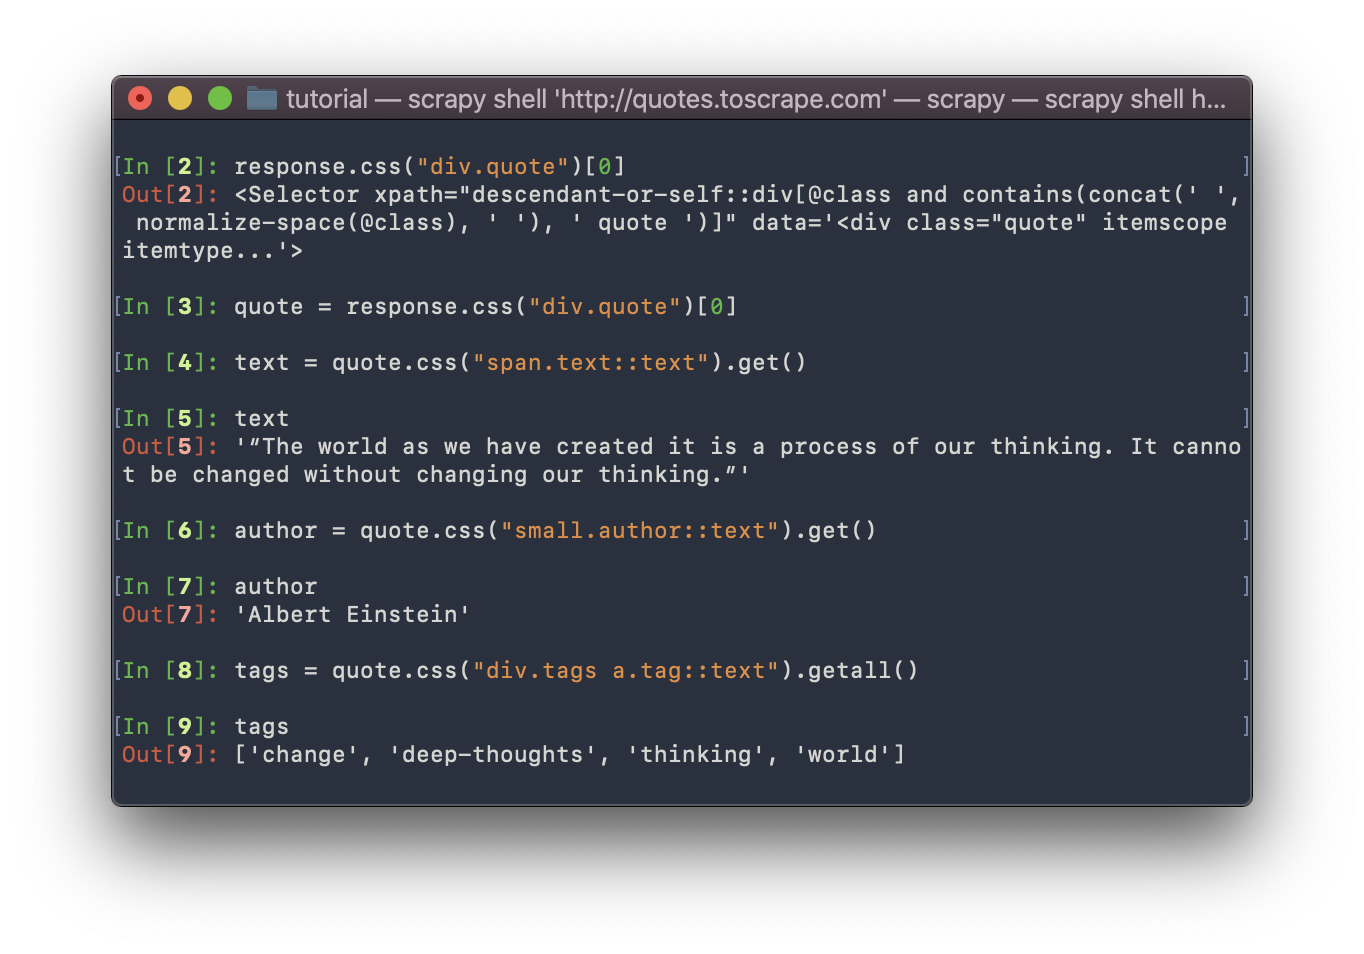 tutorial — scrapy shell 'http://quotes.toscrape.com' — scrapy — scrapy shell h...
[In [2]: response.css("div.quote")[0] ]
Out[2]: <Selector xpath="descendant-or-self::div[@class and contains(concat(' ',
normalize-space(@class), ' '), ' quote ')]" data='<div class="quote" itemscope
itemtype...'>
[In [3]: quote = response.css("div.quote")[0] ]
[In [4]: text = quote.css("span.text::text").get() ]
[In [5]: text ]
Out[5]: '“The world as we have created it is a process of our thinking. It canno
t be changed without changing our thinking.”'
[In [6]: author = quote.css("small.author::text").get() ]
[In [7]: author ]
Out[7]: 'Albert Einstein'
[In [8]: tags = quote.css("div.tags a.tag::text").getall() ]
[In [9]: tags ]
Out[9]: ['change', 'deep-thoughts', 'thinking', 'world']